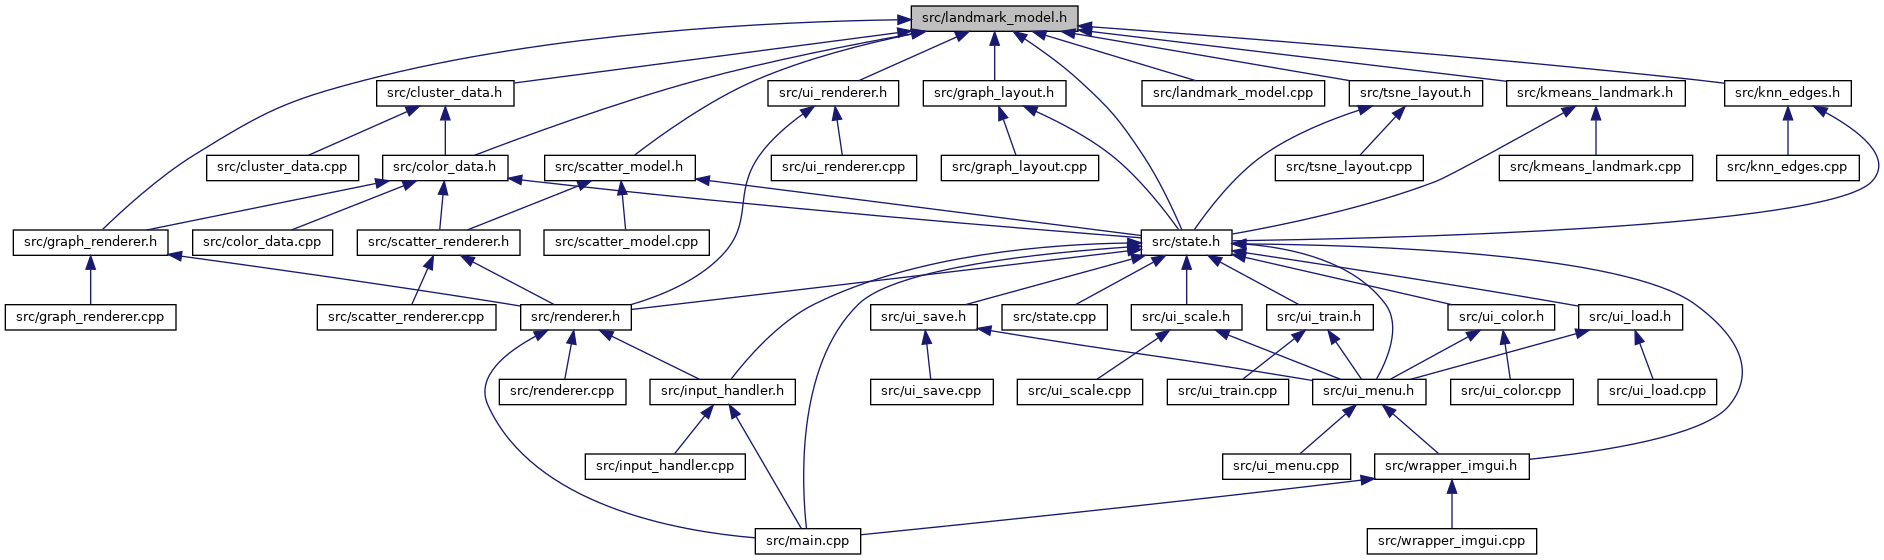 src/landmark_model.h
src/cluster_data.h
src/ui_renderer.h
src/graph_layout.h
src/landmark_model.cpp
src/tsne_layout.h
src/kmeans_landmark.h
src/knn_edges.h
src/cluster_data.cpp
src/color_data.h
src/scatter_model.h
src/ui_renderer.cpp
src/graph_layout.cpp
src/tsne_layout.cpp
src/kmeans_landmark.cpp
src/knn_edges.cpp
src/graph_renderer.h
src/color_data.cpp
src/scatter_renderer.h
src/scatter_model.cpp
src/state.h
src/graph_renderer.cpp
src/scatter_renderer.cpp
src/renderer.h
src/ui_save.h
src/state.cpp
src/ui_scale.h
src/ui_train.h
src/ui_color.h
src/ui_load.h
src/renderer.cpp
src/input_handler.h
src/ui_save.cpp
src/ui_scale.cpp
src/ui_train.cpp
src/ui_menu.h
src/ui_color.cpp
src/ui_load.cpp
src/input_handler.cpp
src/ui_menu.cpp
src/wrapper_imgui.h
src/main.cpp
src/wrapper_imgui.cpp